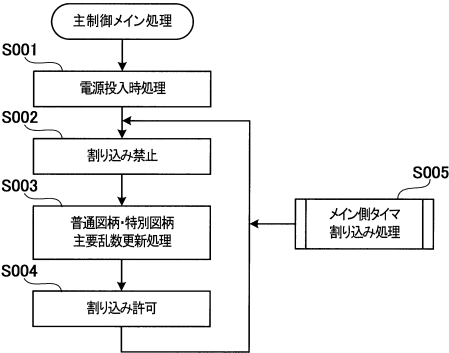 主制御メイン処理
S001
電源投入時処理
S002
割り込み禁止
S003
普通図柄・特別図柄
主要乱数更新処理
S004
割り込み許可
S005
メイン側タイマ
割り込み処理